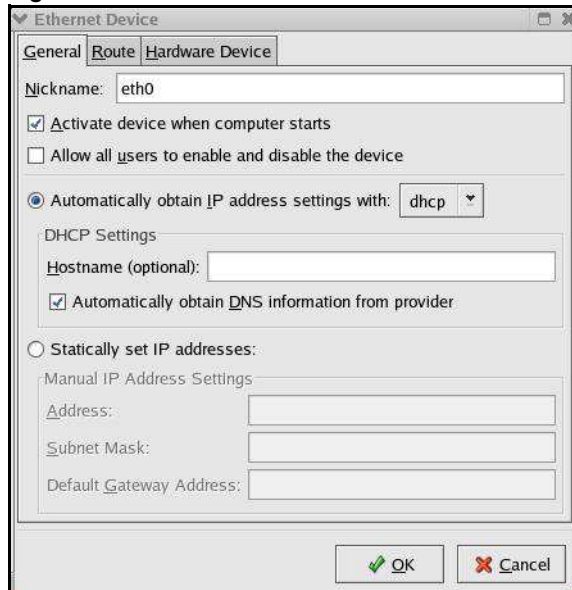 Ethernet Device
General Route Hardware Device
Nickname: eth0
Activate device when computer starts
Allow all users to enable and disable the device
Automatically obtain IP address settings with: dhcp
DHCP Settings
Hostname (optional):
Automatically obtain DNS information from provider
Statically set IP addresses:
Manual IP Address Settings
Address:
Subnet Mask:
Default Gateway Address:
OK Cancel